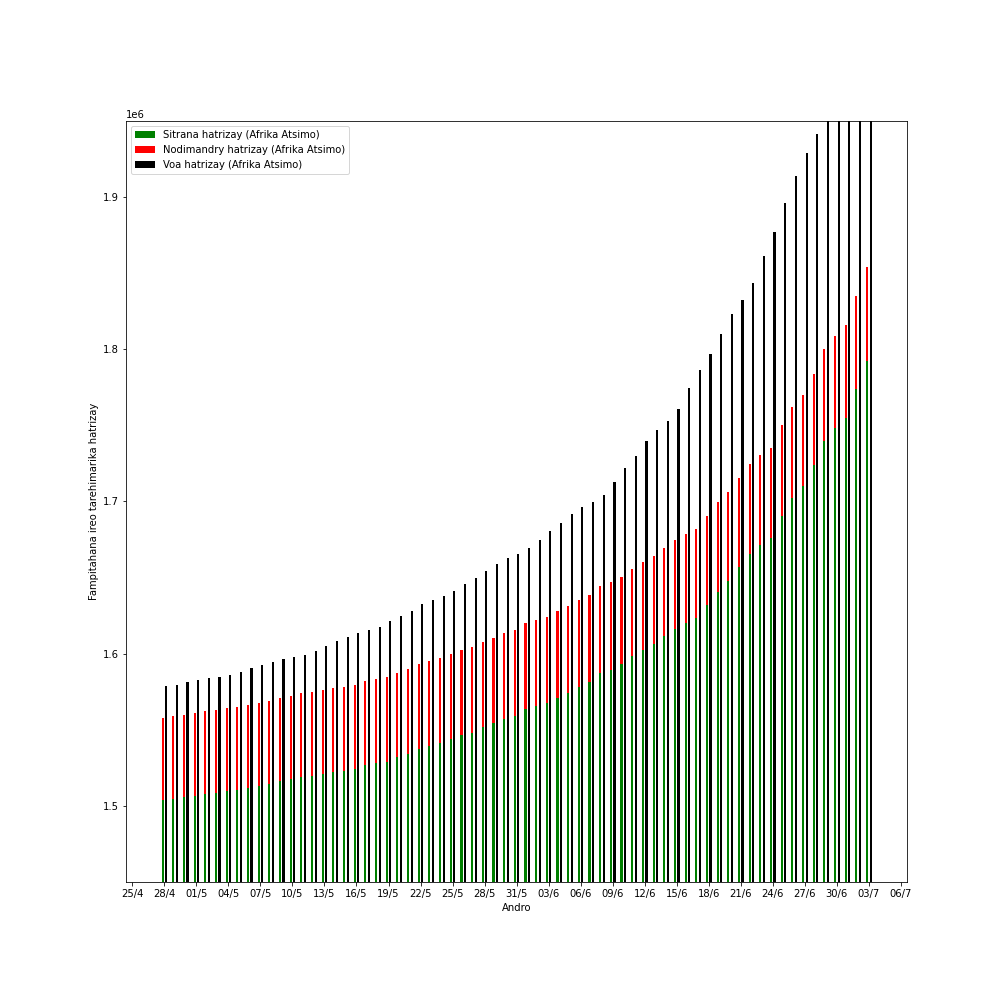 1e6
Sitrana hatrizay (Afrika Atsimo)
Nodimandry hatrizay (Afrika Atsimo)
Voa hatrizay (Afrika Atsimo)
1.9
1.8
1.7
1.6
1.5
Fampitahana ireo tarehimarika hatrizay
25/4 28/4 01/5 04/5 07/5 10/5 13/5 16/5 19/5 22/5 25/5 28/5 31/5 03/6 06/6 09/6 12/6 15/6 18/6 21/6 24/6 27/6 30/6 03/7 06/7
Andro